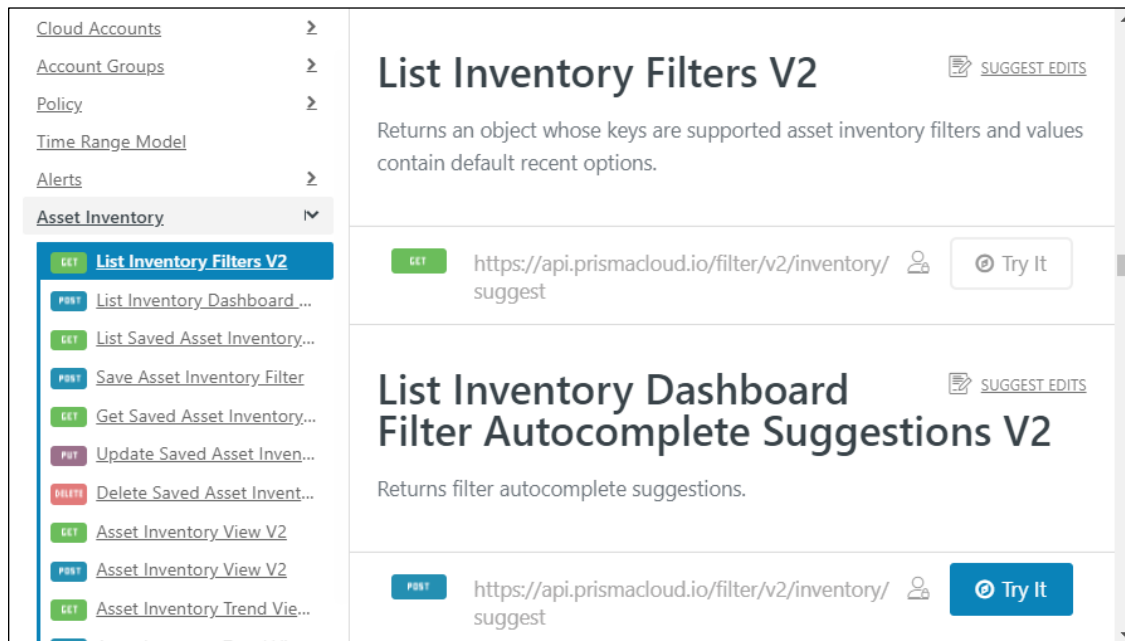 Cloud Accounts
Account Groups
Policy
Time Range Model
Alerts
Asset Inventory
GET List Inventory Filters V2
POST List Inventory Dashboard ...
GET List Saved Asset Inventory...
POST Save Asset Inventory Filter
GET Get Saved Asset Inventory...
PUT Update Saved Asset Inven...
DELETE Delete Saved Asset Invent...
GET Asset Inventory View V2
POST Asset Inventory View V2
GET Asset Inventory Trend Vie...
List Inventory Filters V2
SUGGEST EDITS
Returns an object whose keys are supported asset inventory filters and values
contain default recent options.
GET https://api.prismacloud.io/filter/v2/inventory/
suggest
Try It
List Inventory Dashboard
Filter Autocomplete Suggestions V2
SUGGEST EDITS
Returns filter autocomplete suggestions.
POST https://api.prismacloud.io/filter/v2/inventory/
suggest
Try It